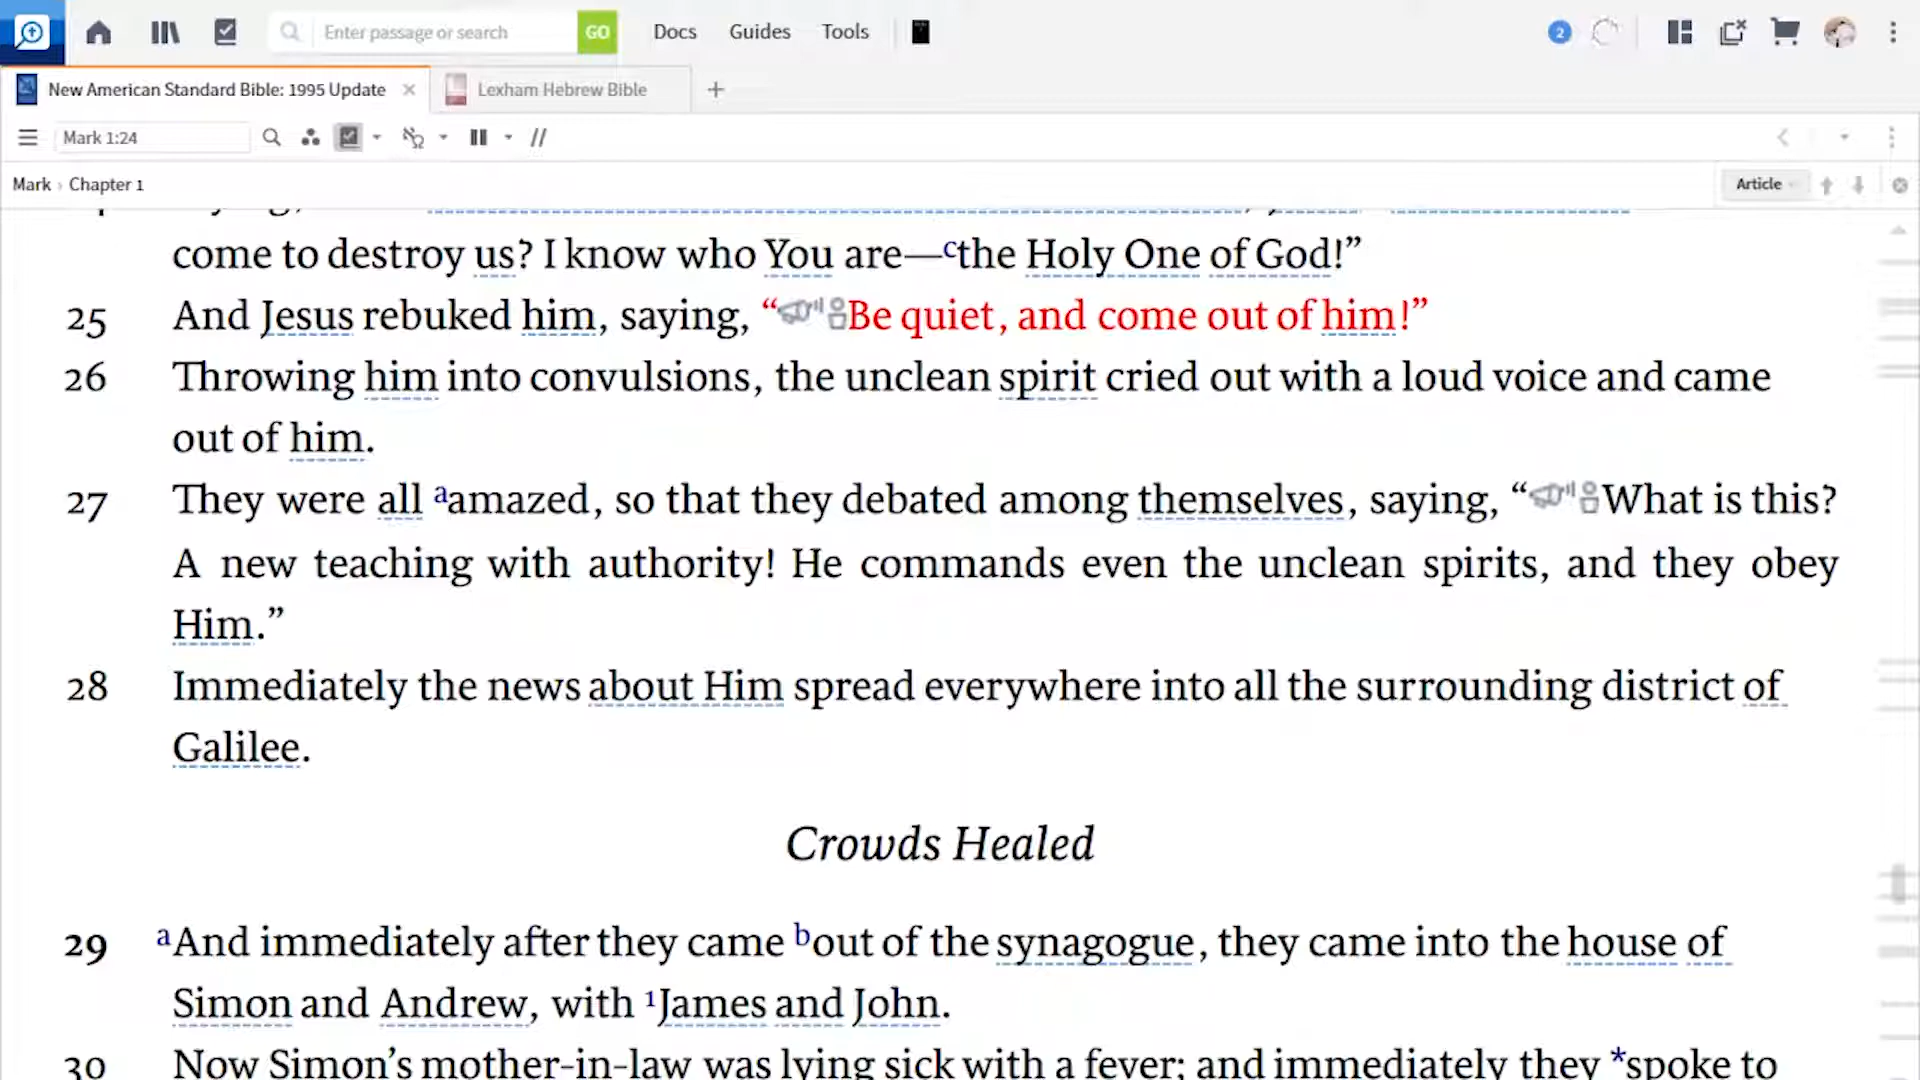 Enter passage or search GO Docs Guides Tools 2
New American Standard Bible: 1995 Update Lexham Hebrew Bible
Mark 1:24
Mark › Chapter 1 Article
come to destroy us? I know who You are—cthe Holy One of God!”
25 And Jesus rebuked him, saying, “Be quiet, and come out of him!”
26 Throwing him into convulsions, the unclean spirit cried out with a loud voice and came
out of him.
27 They were all aamazed, so that they debated among themselves, saying, “What is this?
A new teaching with authority! He commands even the unclean spirits, and they obey
Him.”
28 Immediately the news about Him spread everywhere into all the surrounding district of
Galilee.
Crowds Healed
29 aAnd immediately after they came bout of the synagogue, they came into the house of
Simon and Andrew, with 1James and John.
30 Now Simon’s mother-in-law was lying sick with a fever; and immediately they *spoke to